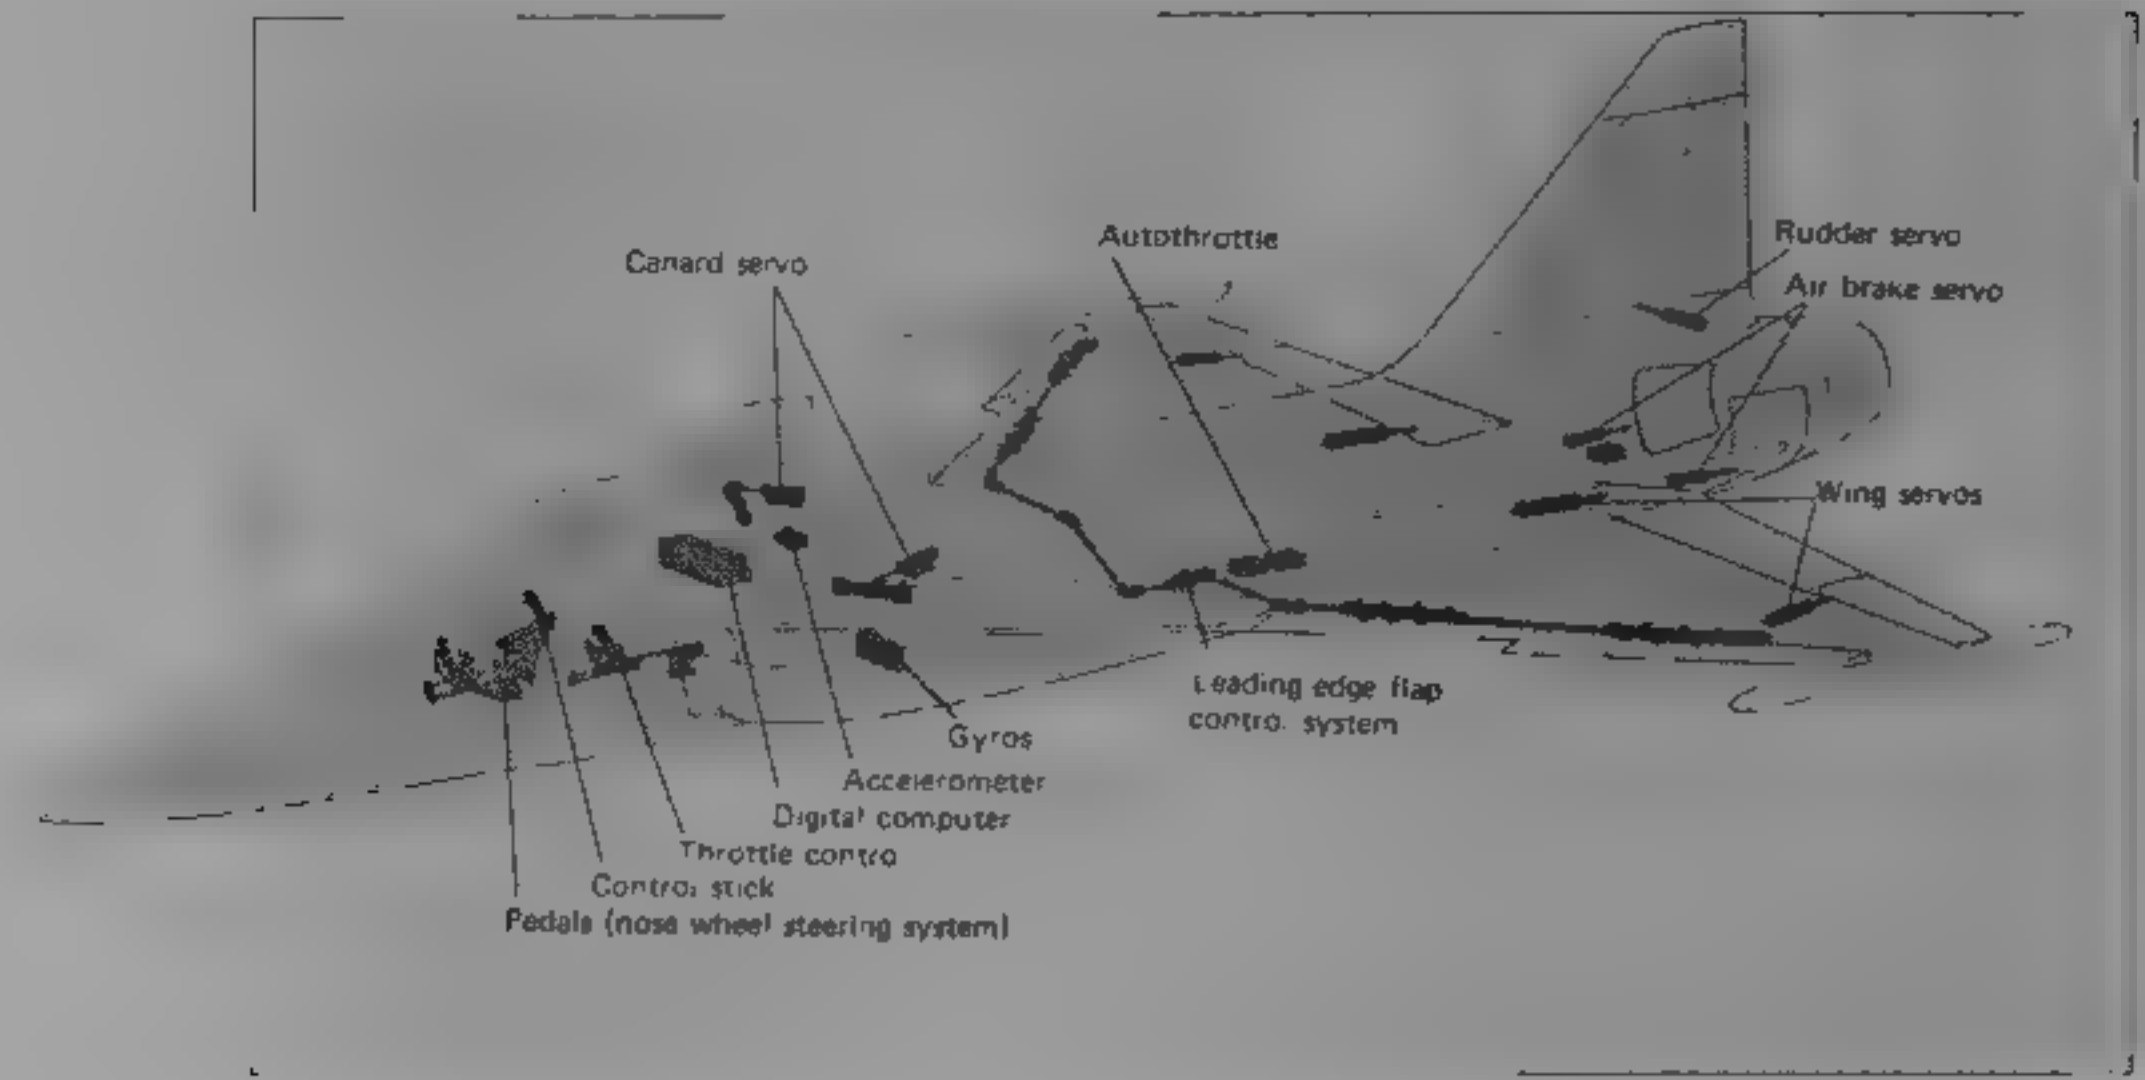 Autothrottle
Rudder servo
Canard servo
Air brake servo
Wing servos
Leading edge flap
control system
Gyros
Accelerometer
Digital computer
Throttle control
Control stick
Pedals (nose wheel steering system)